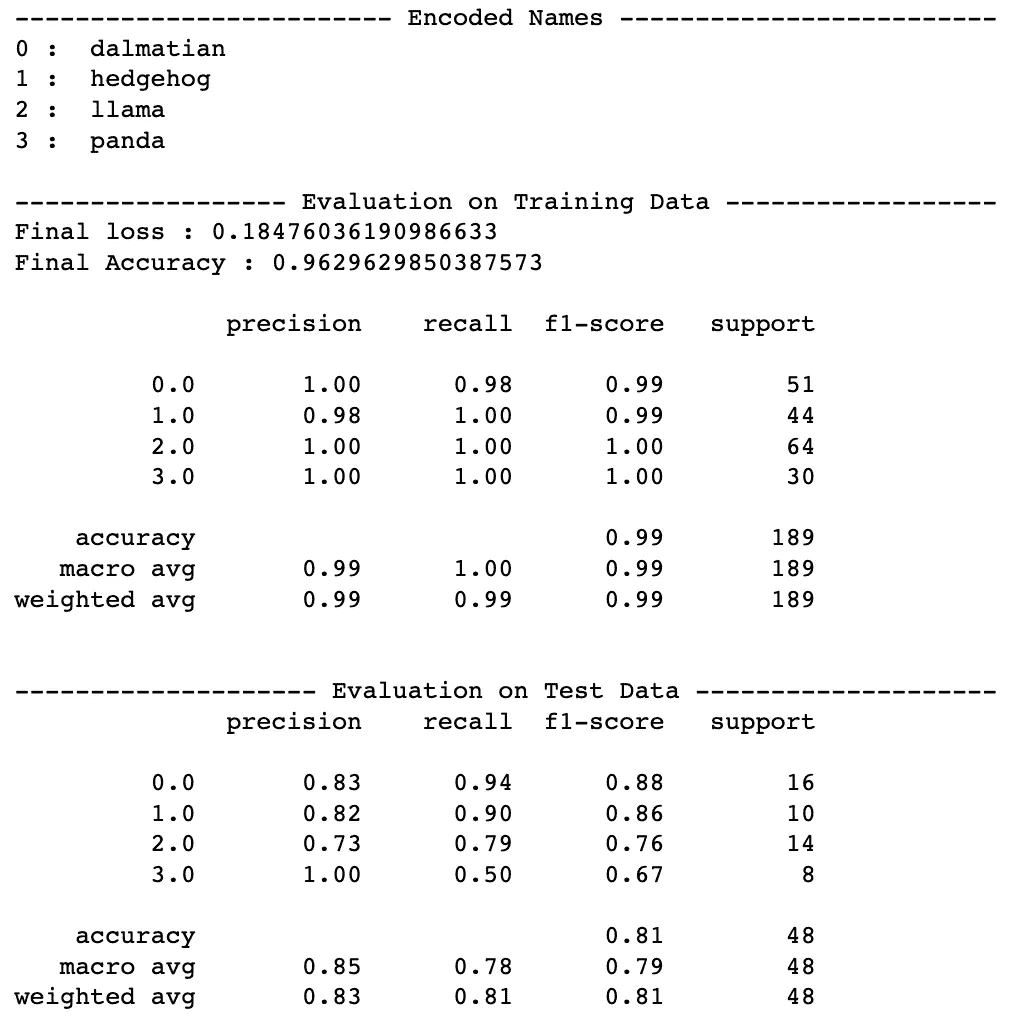 ------------------------- Encoded Names -------------------------
0 :  dalmatian
1 :  hedgehog
2 :  llama
3 :  panda
------------------ Evaluation on Training Data ------------------
Final loss : 0.18476036190986633
Final Accuracy : 0.9629629850387573
precision    recall  f1-score   support
0.0       1.00      0.98      0.99        51
1.0       0.98      1.00      0.99        44
2.0       1.00      1.00      1.00        64
3.0       1.00      1.00      1.00        30
accuracy                           0.99       189
macro avg       0.99      1.00      0.99       189
weighted avg       0.99      0.99      0.99       189
-------------------- Evaluation on Test Data --------------------
precision    recall  f1-score   support
0.0       0.83      0.94      0.88        16
1.0       0.82      0.90      0.86        10
2.0       0.73      0.79      0.76        14
3.0       1.00      0.50      0.67         8
accuracy                           0.81        48
macro avg       0.85      0.78      0.79        48
weighted avg       0.83      0.81      0.81        48